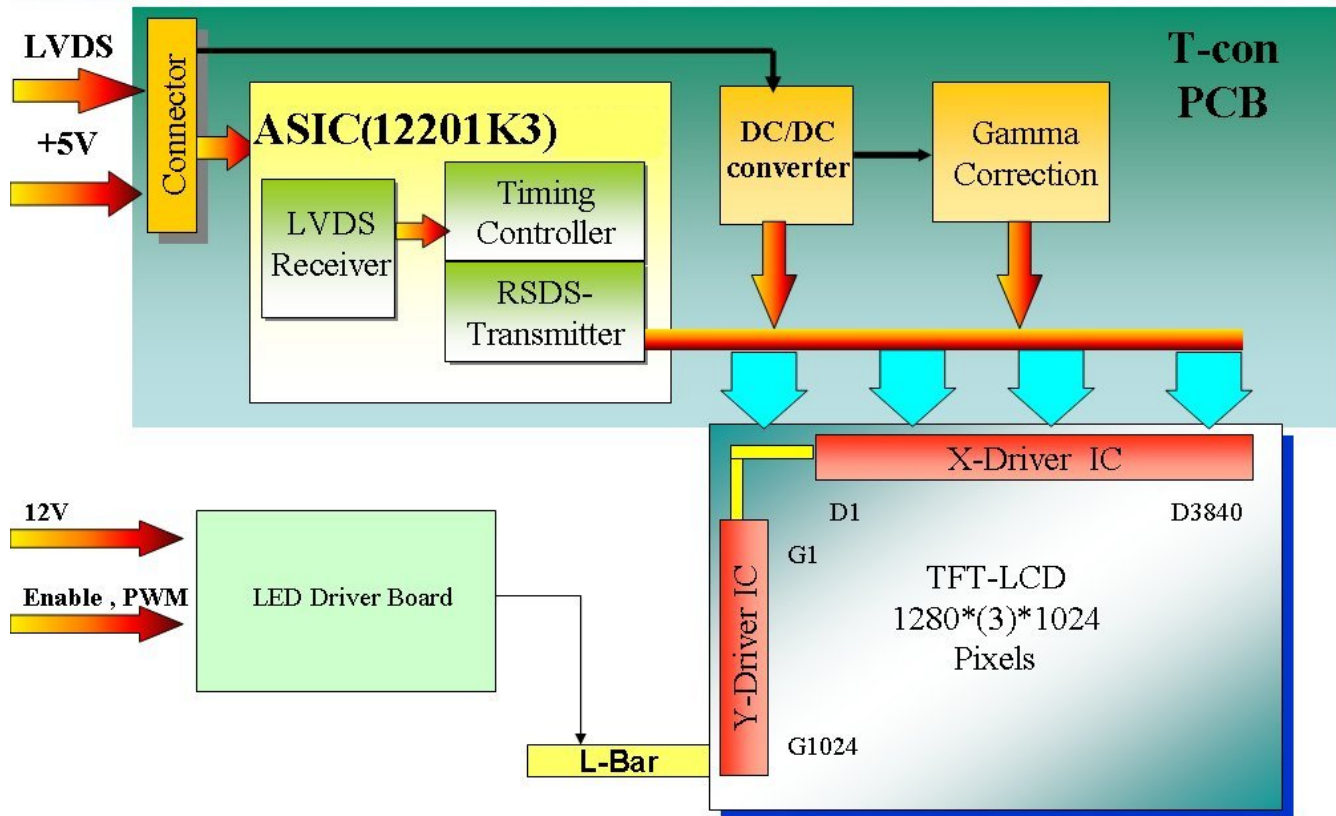 LVDS
+5V
Connector
T-con
PCB
ASIC(12201K3)
LVDS
Receiver
Timing
Controller
RSDS-
Transmitter
DC/DC
converter
Gamma
Correction
X-Driver IC
D1
D3840
G1
Y-Driver IC
G1024
TFT-LCD
1280*(3)*1024
Pixels
12V
Enable , PWM
LED Driver Board
L-Bar